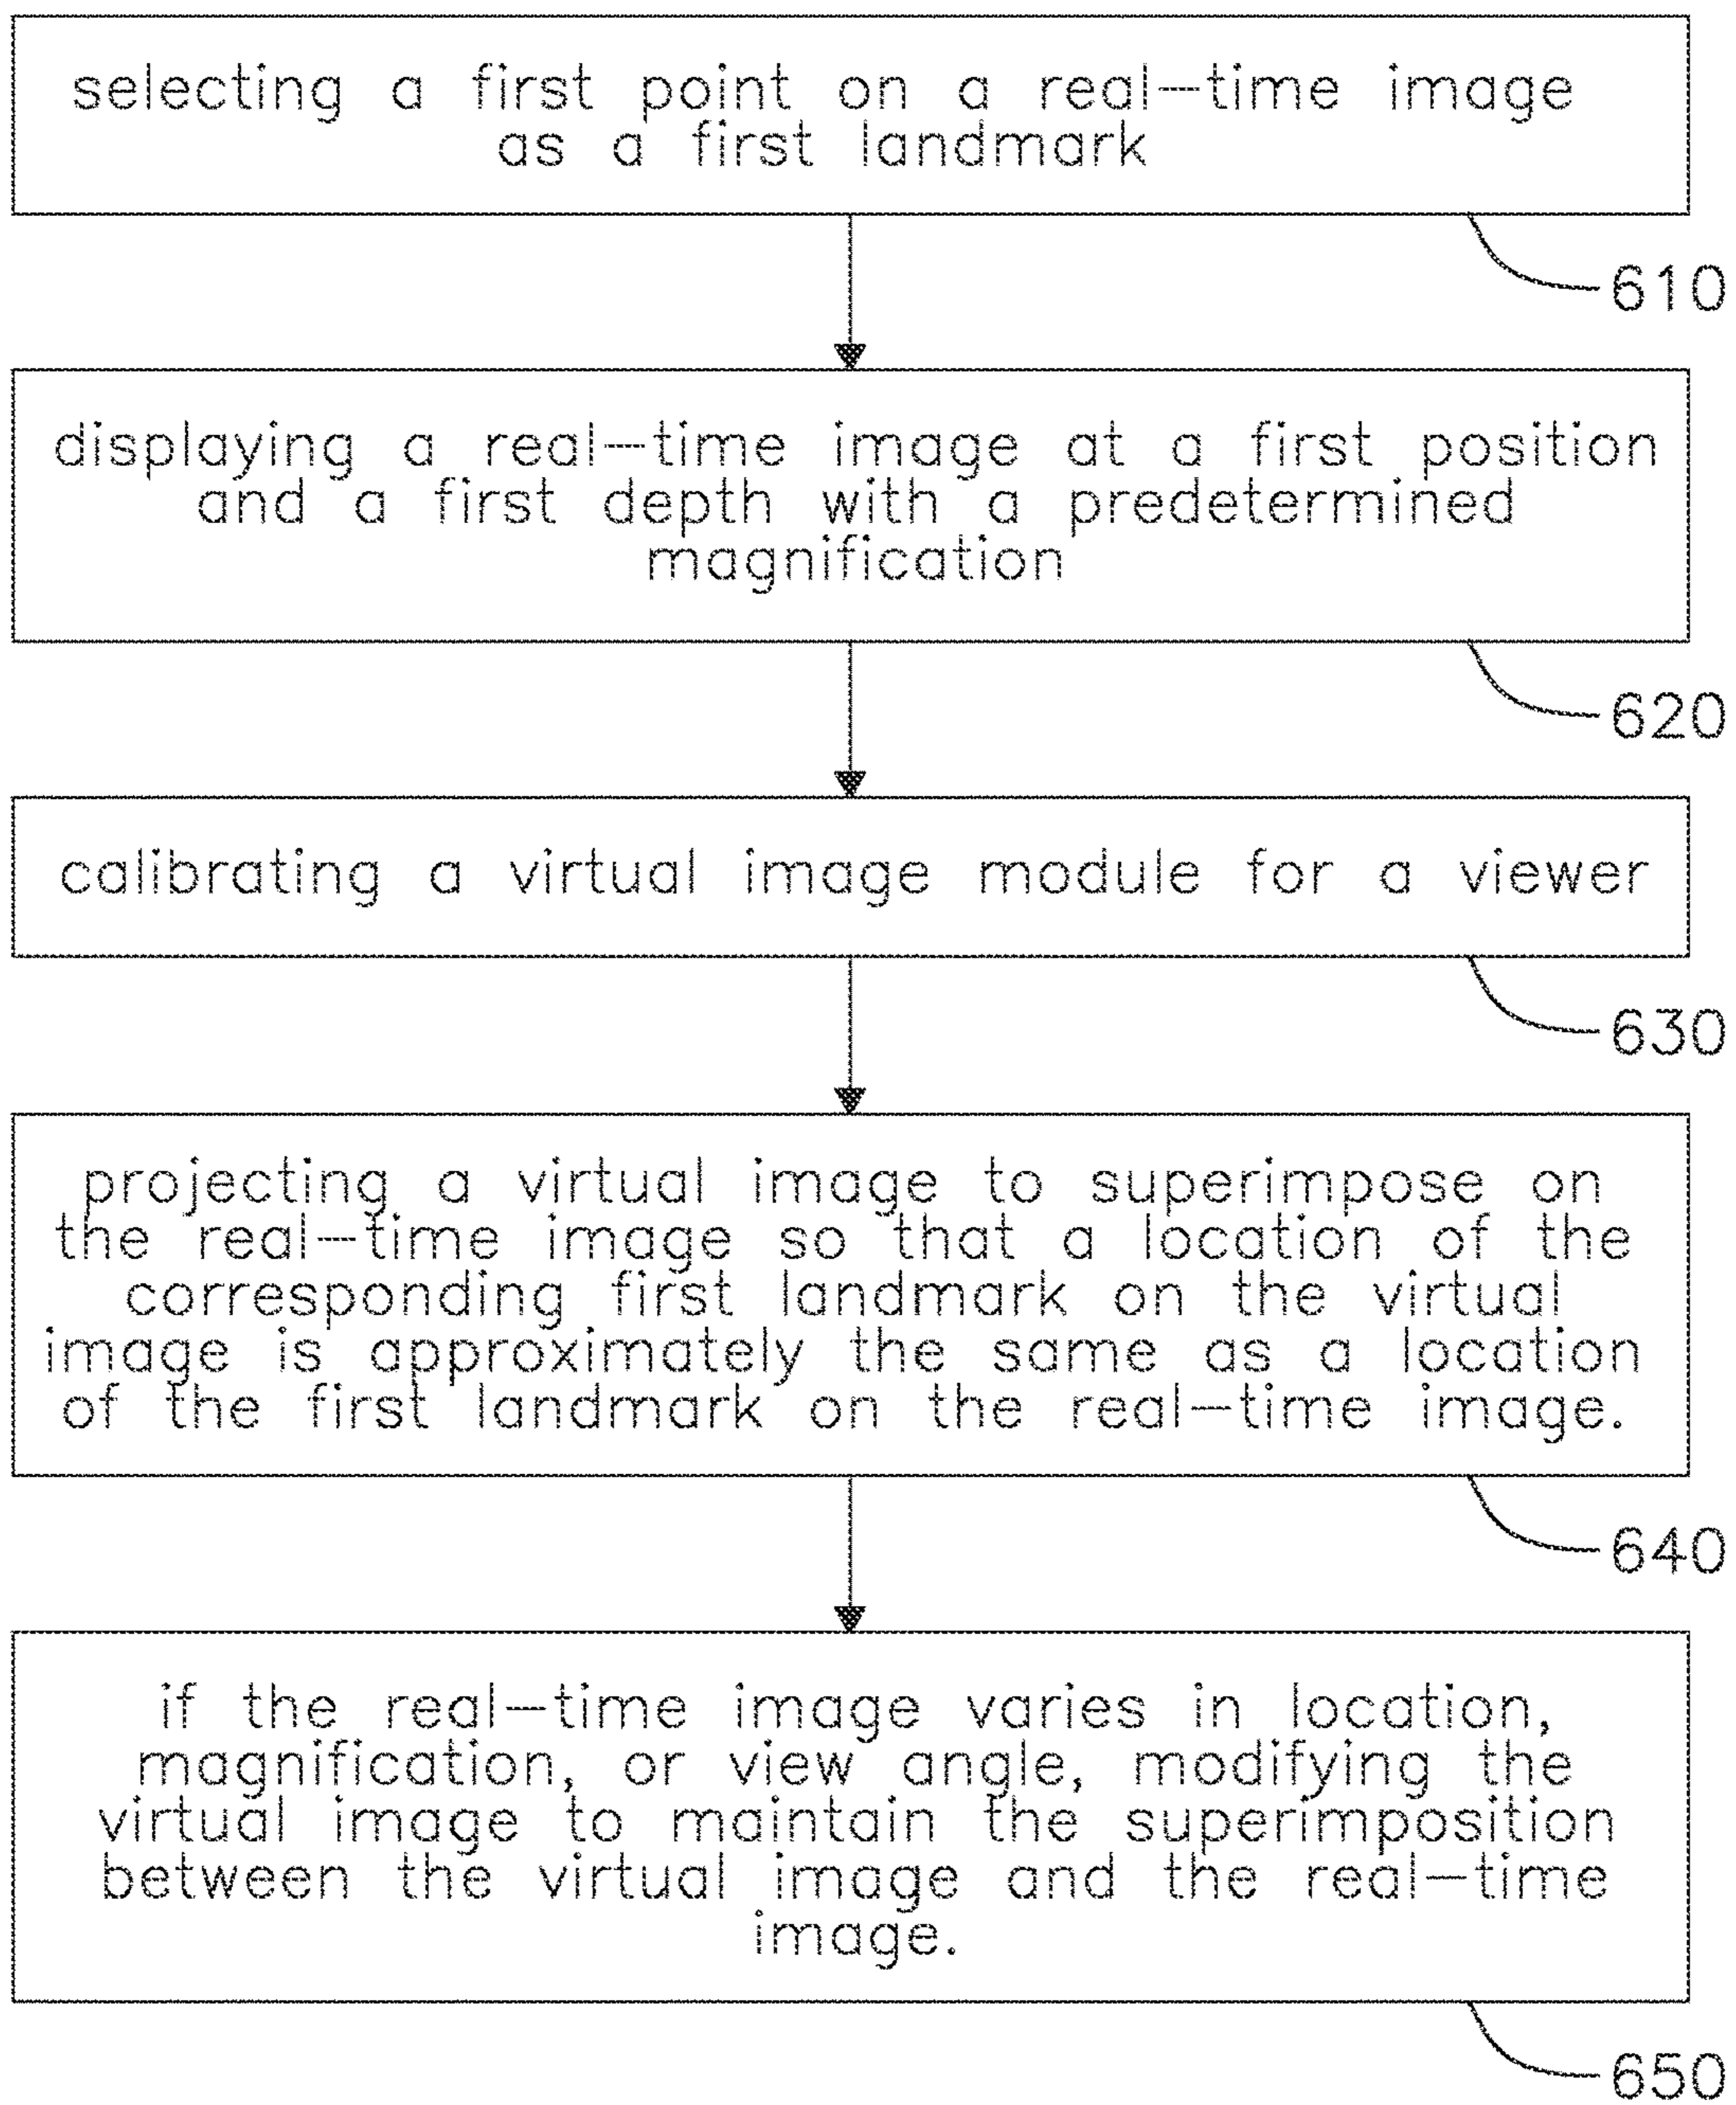 selecting a first point on a real-time image
as a first landmark
610
displaying a real-time image at a first position
and a first depth with a predetermined
magnification
620
calibrating a virtual image module for a viewer
630
projecting a virtual image to superimpose on
the real-time image so that a location of the
corresponding first landmark on the virtual
image is approximately the same as a location
of the first landmark on the real-time image.
640
if the real-time image varies in location,
magnification, or view angle, modifying the
virtual image to maintain the superimposition
between the virtual image and the real-time
image.
650